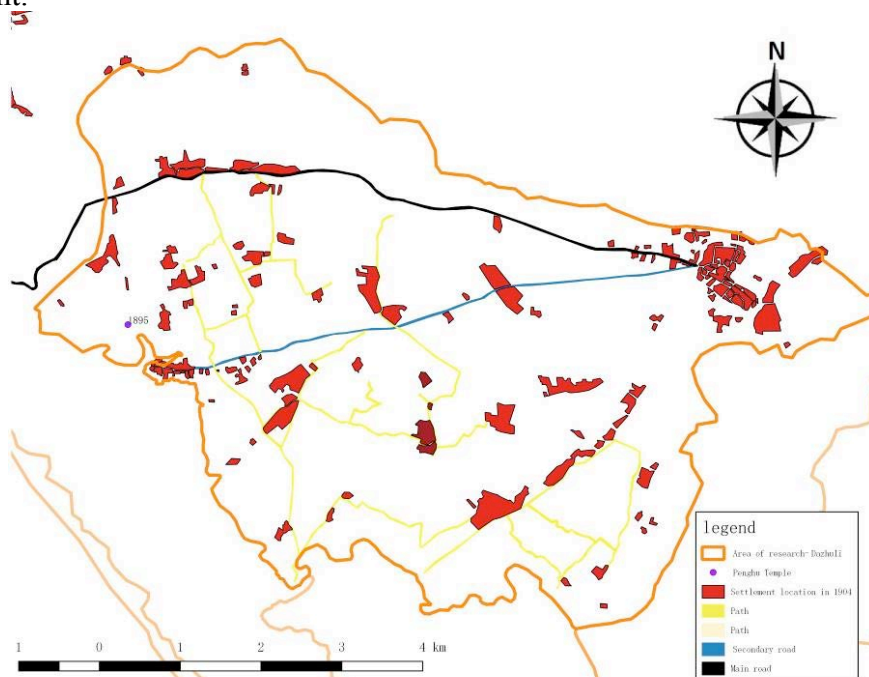 nt.
N
1895
legend
Area of research-Dazhuli
Penghu Temple
Settlement location in 1904
Path
Path
Secondary road
Main road
1 0 1 2 3 4 km